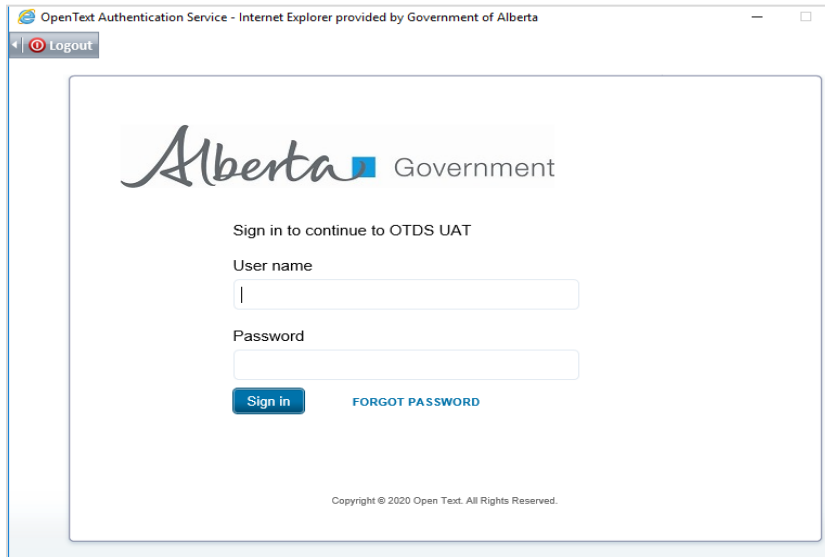 OpenText Authentication Service - Internet Explorer provided by Government of Alberta
Logout
Alberta Government
Sign in to continue to OTDS UAT
User name
Password
Sign in FORGOT PASSWORD
Copyright © 2020 Open Text. All Rights Reserved.